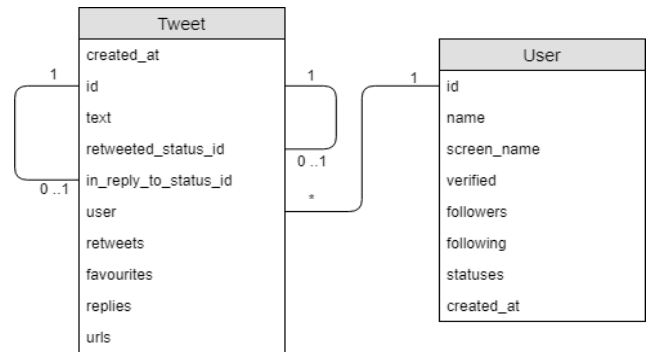 Tweet
created_at
1
id
1
text
retweeted_status_id
0 ..1
in_reply_to_status_id
0 ..1
user
*
retweets
favourites
replies
urls
User
1
id
name
screen_name
verified
followers
following
statuses
created_at